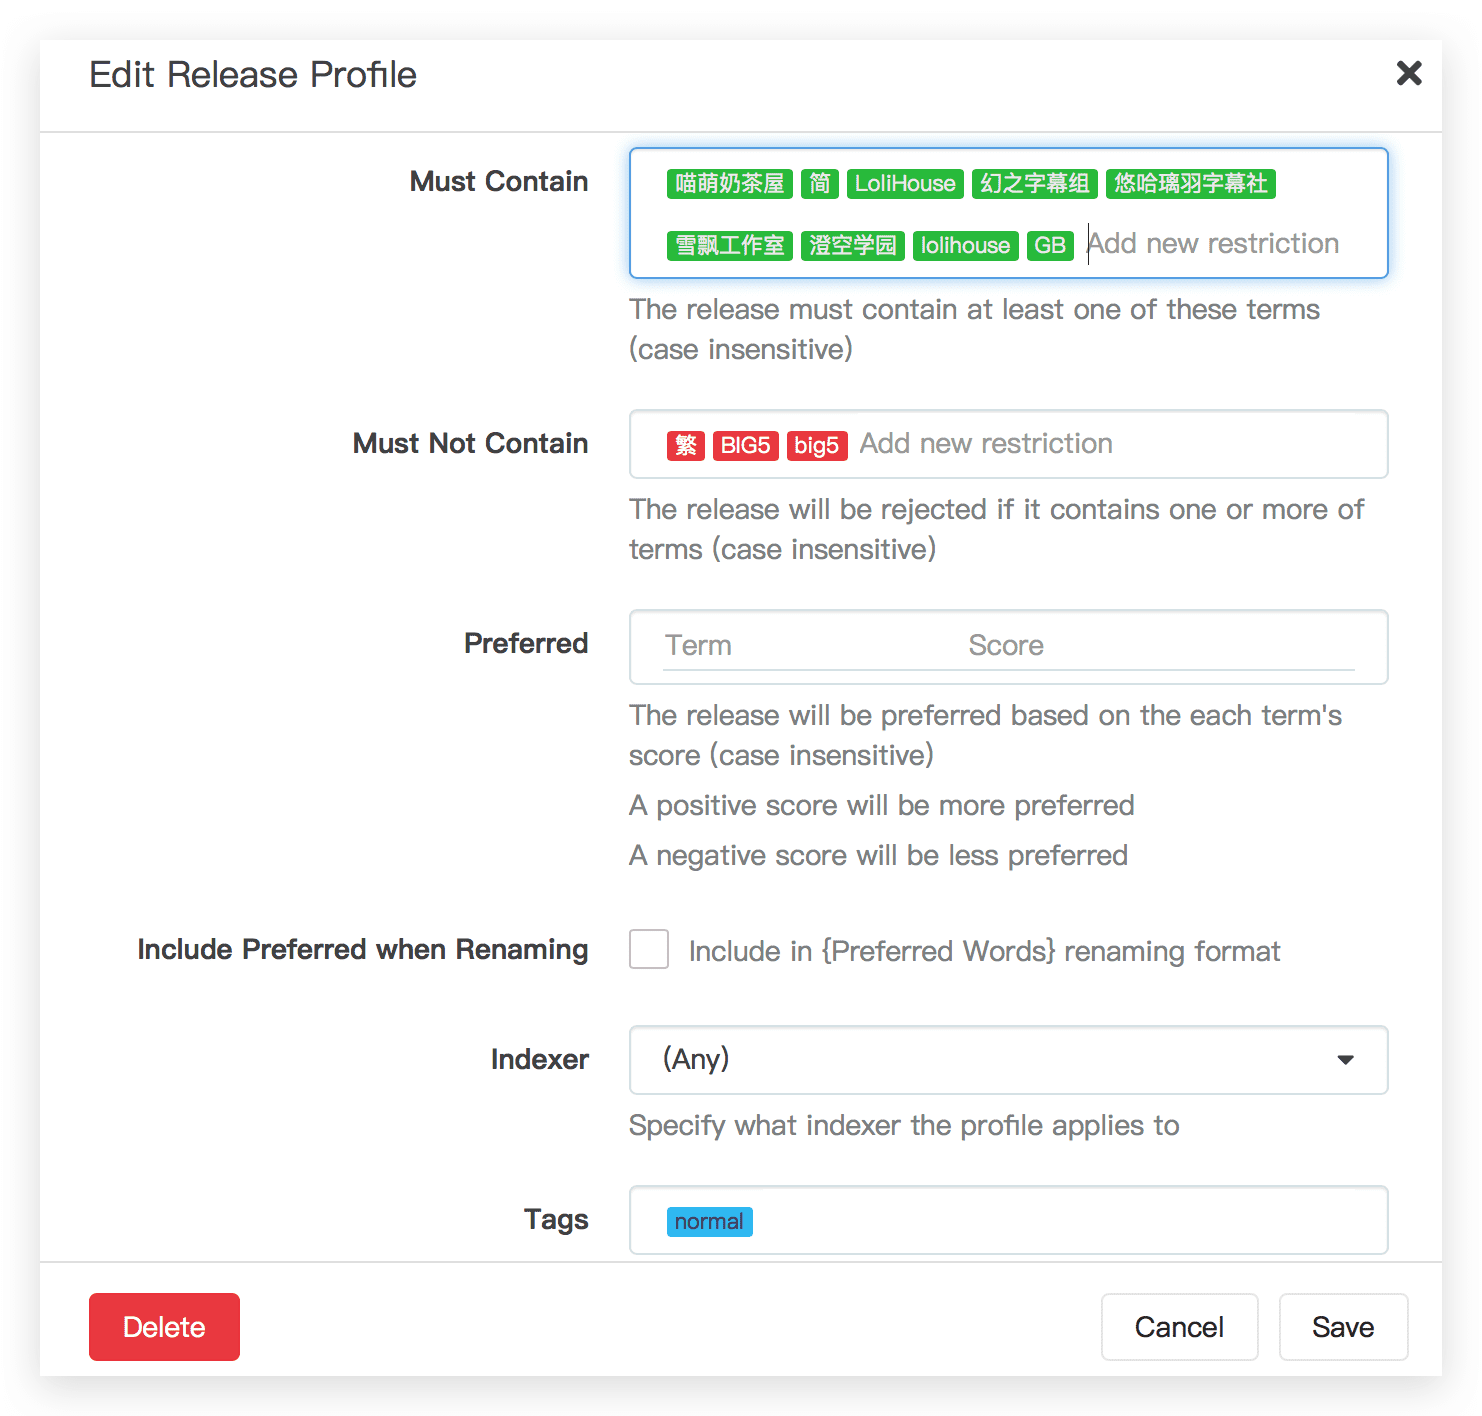 Edit Release Profile
Must Contain
喵萌奶茶屋 简 LoliHouse 幻之字幕组 悠哈璃羽字幕社
雪飘工作室 澄空学园 lolihouse GB Add new restriction
The release must contain at least one of these terms
(case insensitive)
Must Not Contain
繁 BIG5 big5 Add new restriction
The release will be rejected if it contains one or more of
terms (case insensitive)
Preferred
Term Score
The release will be preferred based on the each term's
score (case insensitive)
A positive score will be more preferred
A negative score will be less preferred
Include Preferred when Renaming
Include in {Preferred Words} renaming format
Indexer
(Any)
Specify what indexer the profile applies to
Tags
normal
Delete
Cancel
Save